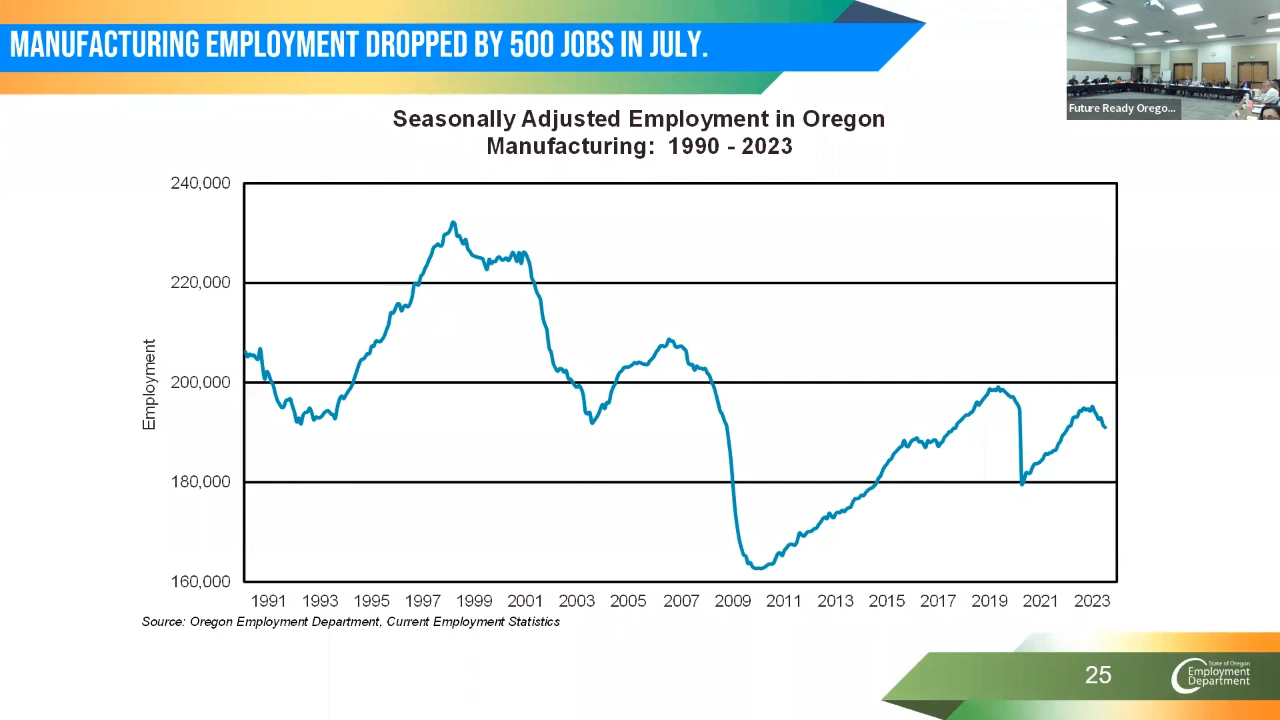 MANUFACTURING EMPLOYMENT DROPPED BY 500 JOBS IN JULY.
Future Ready Orego...
Seasonally Adjusted Employment in Oregon
Manufacturing: 1990 - 2023
240,000
220,000
200,000
180,000
160,000
Employment
1991 1993 1995 1997 1999 2001 2003 2005 2007 2009 2011 2013 2015 2017 2019 2021 2023
Source: Oregon Employment Department, Current Employment Statistics
25
State of Oregon
Employment
Department